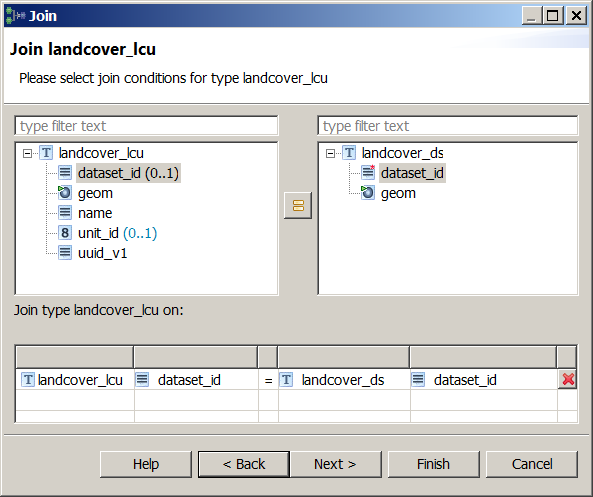 Join
Join landcover_lcu
Please select join conditions for type landcover_lcu
type filter text
type filter text
landcover_lcu
dataset_id (0..1)
geom
name
unit_id (0..1)
uuid_v1
landcover_ds
dataset_id
geom
Join type landcover_lcu on:
landcover_lcu dataset_id = landcover_ds dataset_id
Help < Back Next > Finish Cancel